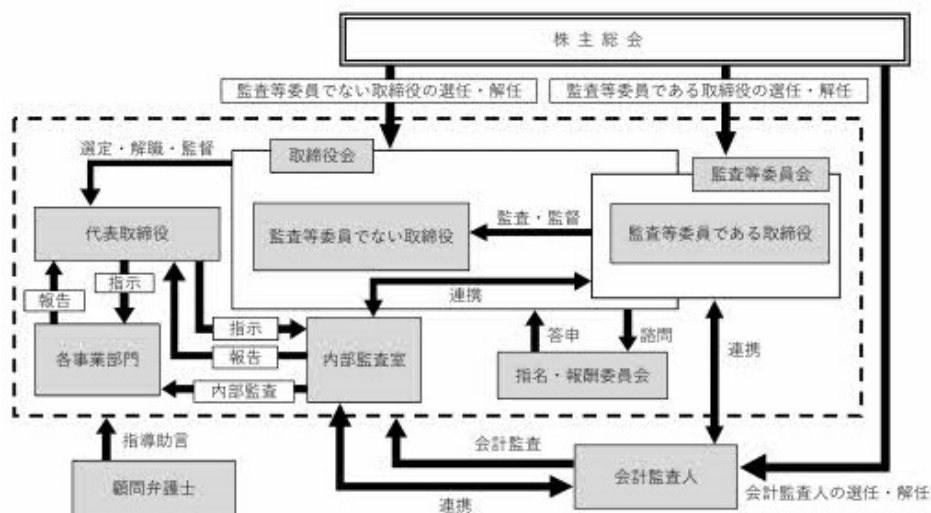 株主総会
監査等委員でない取締役の選任・解任
監査等委員である取締役の選任・解任
選定・解職・監督
取締役会
監査等委員会
代表取締役
監査等委員でない取締役
監査・監督
監査等委員である取締役
報告
指示
連携
各事業部門
指示
報告
内部監査
内部監査室
答申
諮問
指名・報酬委員会
連携
指導助言
会計監査
顧問弁護士
連携
会計監査人
会計監査人の選任・解任